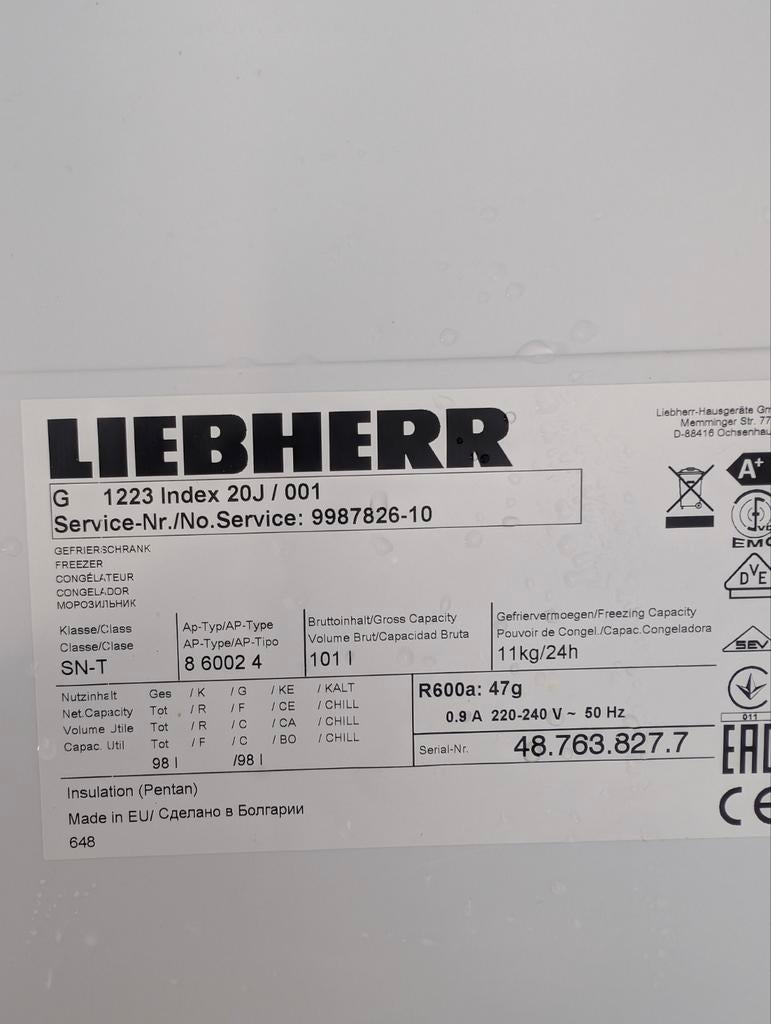 LIEBHERR
Liebherr-Hausgeräte
Memminger Str. 77
D-88416
G 1223 Index 20J / 001
Service-Nr./No.Service: 9987826-10
A+
EMC
DVE
SEV
011
EAC
CE
GEFRIERSCHRANK
FREEZER
CONGÉLATEUR
CONGELADOR
МОРОЗИЛЬНИК
Klasse/Class
Classe/Clase
SN-T
Ap-Typ/AP-Type
AP-Type/AP-Tipo
8 6002 4
Bruttoinhalt/Gross Capacity
Volume Brut/Capacidad Bruta
101 l
Gefriervermoegen/Freezing Capacity
Pouvoir de Congel./Capac.Congeladora
11kg/24h
Nutzinhalt Ges / K / G / KE / KALT
Net.Capacity Tot / R / F / CE / CHILL
Volume Jtile Tot / R / C / CA / CHILL
Capac. Util Tot / F / C / BO / CHILL
98 l /98 l
R600a: 47g
0.9 A 220-240 V ~ 50 Hz
Serial-Nr. 48.763.827.7
Insulation (Pentan)
Made in EU/ Сделано в Болгарии
648